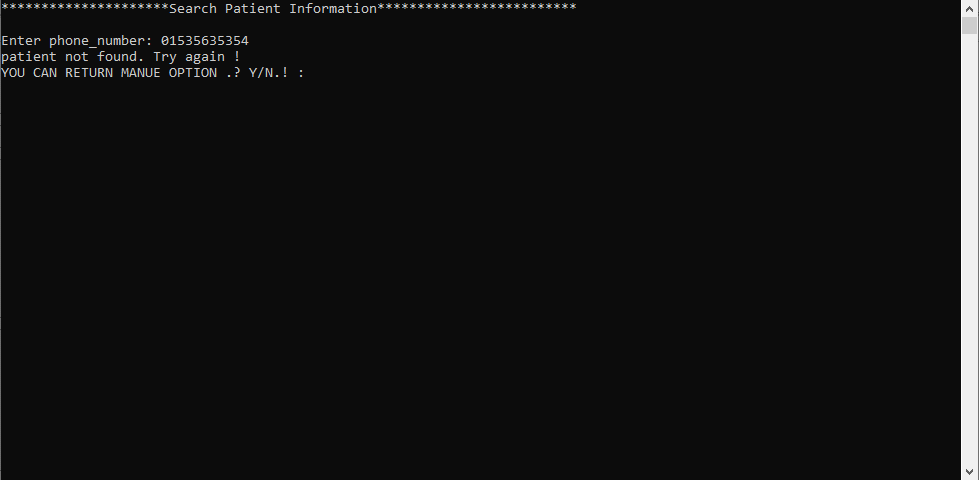 *********************Search Patient Information*************************
Enter phone_number: 01535635354
patient not found. Try again !
YOU CAN RETURN MANUE OPTION .? Y/N.! :